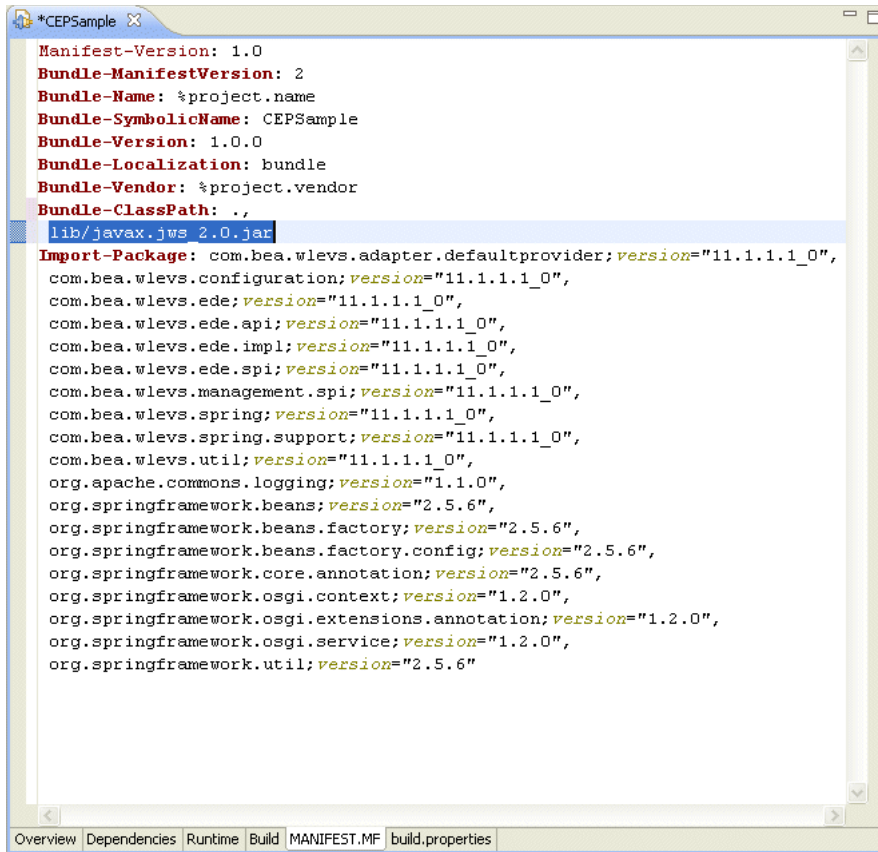 *CEPSample
Manifest-Version: 1.0
Bundle-ManifestVersion: 2
Bundle-Name: %project.name
Bundle-SymbolicName: CEPSample
Bundle-Version: 1.0.0
Bundle-Localization: bundle
Bundle-Vendor: %project.vendor
Bundle-ClassPath: .,
lib/javax.jws_2.0.jar
Import-Package: com.bea.wlevs.adapter.defaultprovider;version="11.1.1.1_0",
com.bea.wlevs.configuration;version="11.1.1.1_0",
com.bea.wlevs.ede;version="11.1.1.1_0",
com.bea.wlevs.ede.api;version="11.1.1.1_0",
com.bea.wlevs.ede.impl;version="11.1.1.1_0",
com.bea.wlevs.ede.spi;version="11.1.1.1_0",
com.bea.wlevs.management.spi;version="11.1.1.1_0",
com.bea.wlevs.spring;version="11.1.1.1_0",
com.bea.wlevs.spring.support;version="11.1.1.1_0",
com.bea.wlevs.util;version="11.1.1.1_0",
org.apache.commons.logging;version="1.1.0",
org.springframework.beans;version="2.5.6",
org.springframework.beans.factory;version="2.5.6",
org.springframework.beans.factory.config;version="2.5.6",
org.springframework.core.annotation;version="2.5.6",
org.springframework.osgi.context;version="1.2.0",
org.springframework.osgi.extensions.annotation;version="1.2.0",
org.springframework.osgi.service;version="1.2.0",
org.springframework.util;version="2.5.6"
Overview Dependencies Runtime Build MANIFEST.MF build.properties